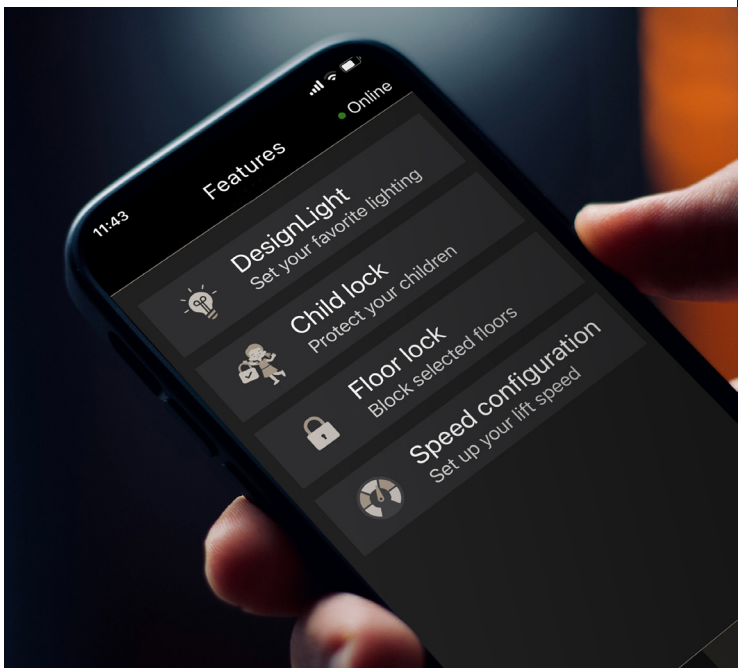 11:43
Features
Online
DesignLight
Set your favorite lighting
Child lock
Protect your children
Floor lock
Block selected floors
Speed configuration
Set up your lift speed